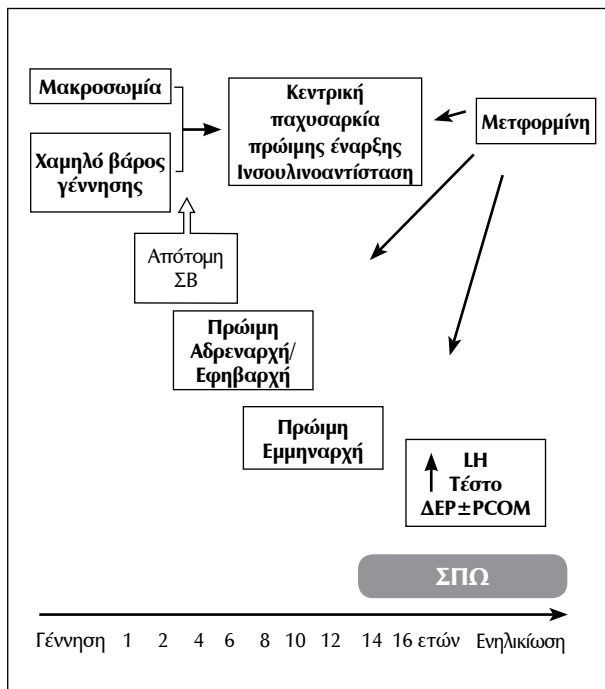 Μακροσωμία
Χαμηλό βάρος
γέννησης
Κεντρική
παχυσαρκία
πρώιμης έναρξης
Ινσουλινοαντίσταση
Μετφορμίνη
Απότομη
ΣΒ
Πρώιμη
Αδρεναρχή/
Εφηβαρχή
Πρώιμη
Εμμηναρχή
LH
Τέστο
ΔΕΡ±PCOM
ΣΠΩ
Γέννηση 1 2 4 6 8 10 12 14 16 ετών Ενηλικίωση